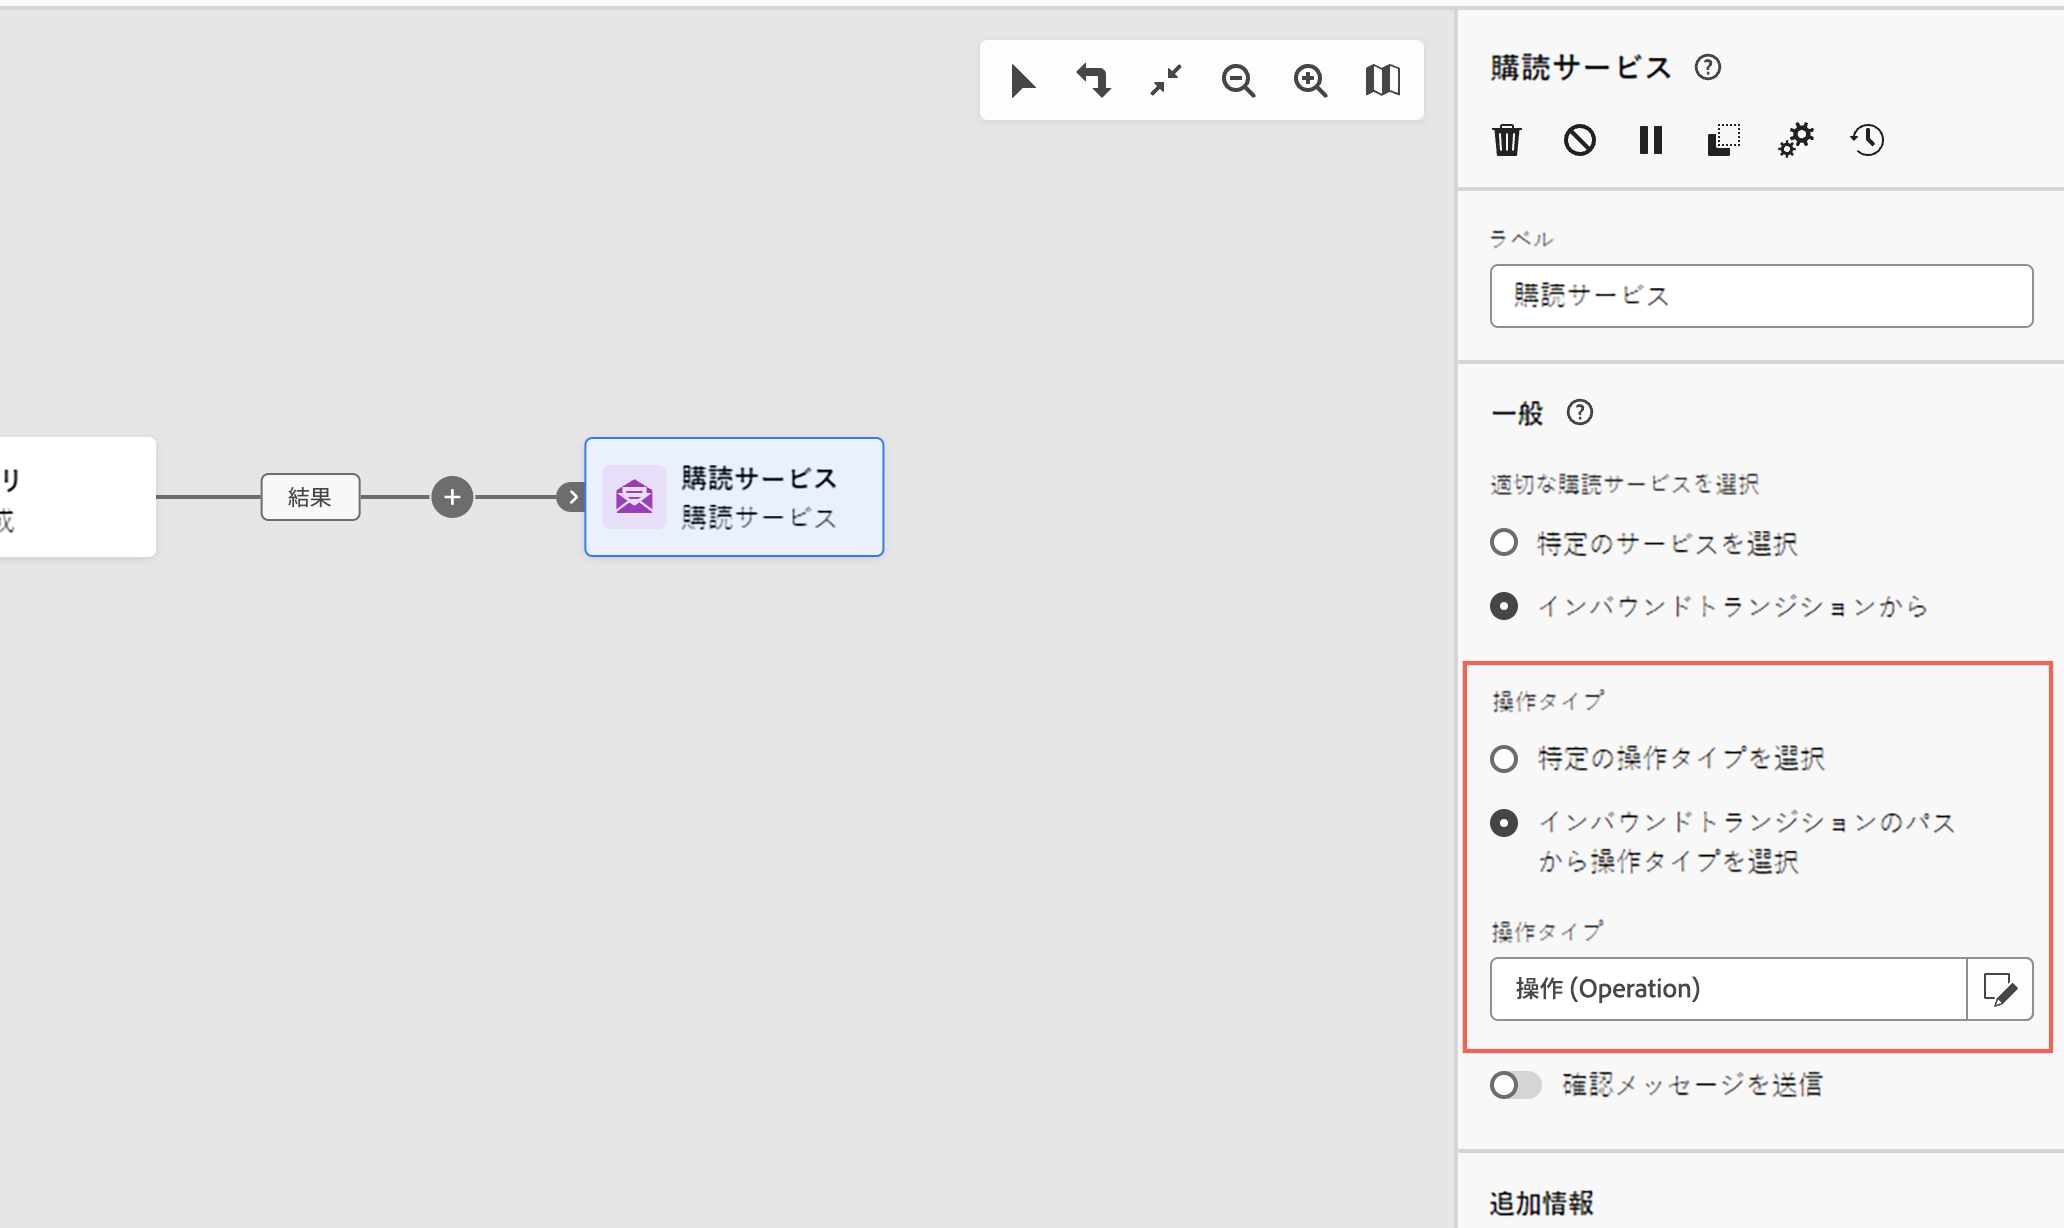 リ
成
結果
購読サービス
購読サービス
購読サービス
ラベル
購読サービス
一般
適切な購読サービスを選択
特定のサービスを選択
インバウンドトランジションから
操作タイプ
特定の操作タイプを選択
インバウンドトランジションのパス
から操作タイプを選択
操作タイプ
操作 (Operation)
確認メッセージを送信
追加情報